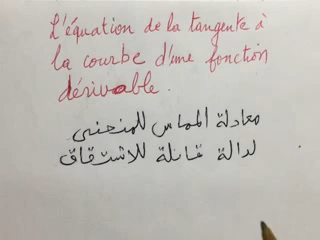 L'équation de la tangente à
la courbe d'une fonction
dérivable.
معادلة المماس للمنحنى
لدالة قابلة للاشتقاق